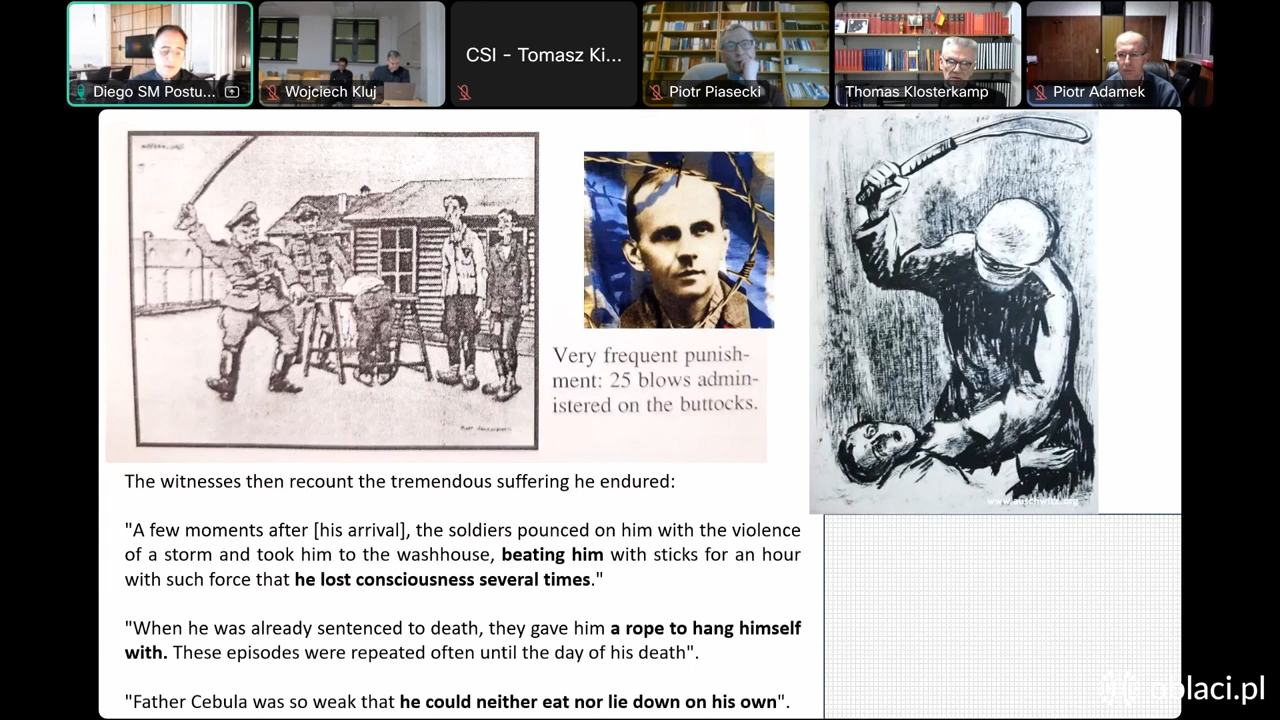 CSI - Tomasz Ki...
Diego SM Postu...
Wojciech Kluj
Piotr Piasecki
Thomas Klosterkamp
Piotr Adamek
Very frequent punish-
ment: 25 blows admin-
istered on the buttocks.
The witnesses then recount the tremendous suffering he endured:
"A few moments after [his arrival], the soldiers pounced on him with the violence
of a storm and took him to the washhouse, beating him with sticks for an hour
with such force that he lost consciousness several times."
"When he was already sentenced to death, they gave him a rope to hang himself
with. These episodes were repeated often until the day of his death".
"Father Cebula was so weak that he could neither eat nor lie down on his own".
oblaci.pl